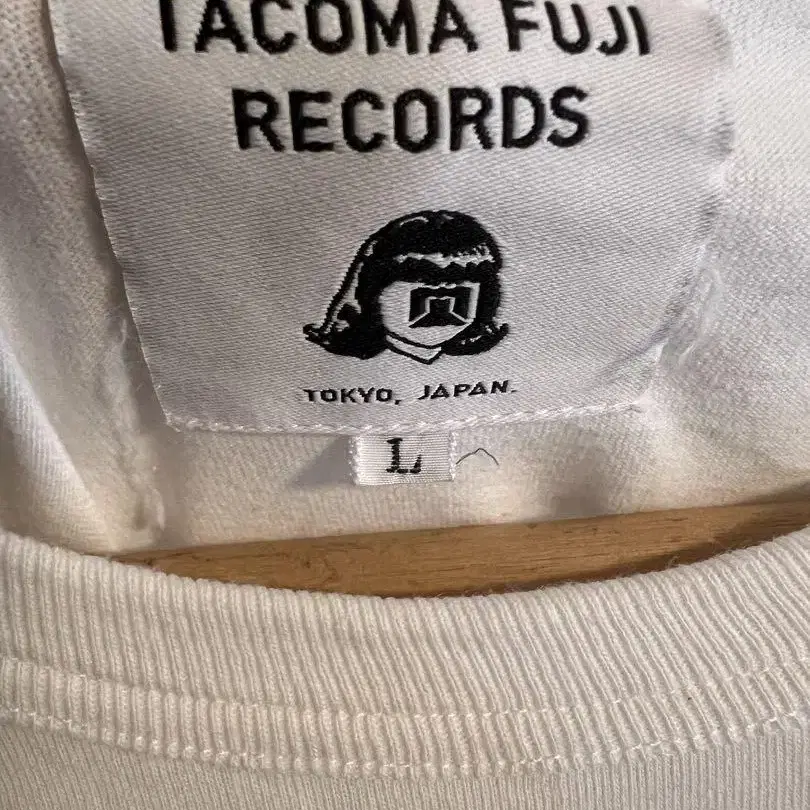 TACOMA FUJI
RECORDS
TOKYO, JAPAN.
L